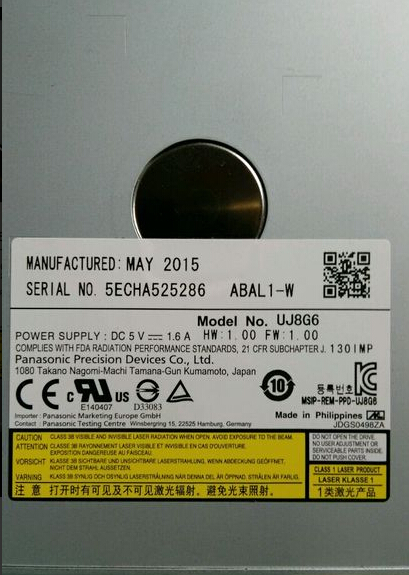 MANUFACTURED: MAY 2015
SERIAL NO. 5ECHA525286 ABAL1-W
Model No. UJ8G6
POWER SUPPLY : DC 5 V 1.6 A HW:1.00 FW:1.00
COMPLIES WITH FDA RADIATION PERFORMANCE STANDARDS, 21 CFR SUBCHAPTER J. 1301MP
Panasonic Precision Devices Co., Ltd.
1080 Takano Nagomi-Machi Tamana-Gun Kumamoto, Japan
CE c RU US
E140407 D33083
10
등록번호
MSIP-REM-PPD-UJ8G6
Importer : Panasonic Marketing Europe GmbH
Contact : Panasonic Testing Centre Winsbergring 15, 22525 Hamburg, Germany
Made in Philippines
JDGS0498ZA
CAUTION CLASS 3B VISIBLE AND INVISIBLE LASER RADIATION WHEN OPEN. AVOID EXPOSURE TO THE BEAM.
ATTENTION CLASSE 3B RAYONNEMENT LASER VISIBLE ET INVISIBLE EN CAS D'OUVERTURE.
EXPOSITION DANGEREUSE AU FAISCEAU.
VORSICHT KLASSE 3B SICHTBARE UND UNSICHTBARE LASERSTRAHLUNG, WENN ABDECKUNG GEÖFFNET.
NICHT DEM STRAHL AUSSETZEN.
VARNING KLASS 3B SYNLIG OCH OSYNLIG LASERSTRÅLNING NÄR DENNA DEL ÄR ÖPPNAD. STRÅLEN ÄR FARLIG.
注 意 打开时有可见及不可见激光辐射。避免光束照射。
DO NOT OPEN THE DRIVE.
NO USER ADJUSTMENT OR
SERVICEABLE PARTS INSIDE.
DO NOT PUSH COVER.
CLASS 1 LASER PRODUCT
LASER KLASSE 1
1类激光产品